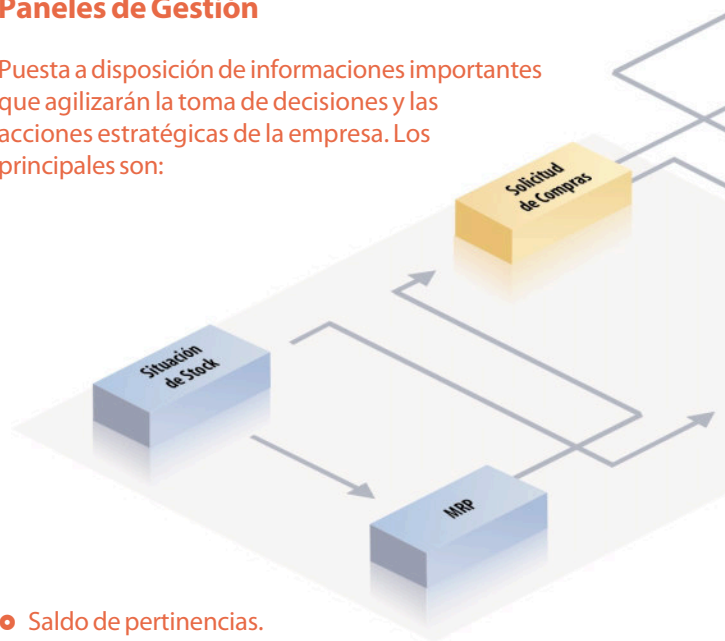 Paneles de Gestión
Puesta a disposición de informaciones importantes
que agilizarán la toma de decisiones y las
acciones estratégicas de la empresa. Los
principales son:
Solicitud
de Compras
Situación
de Stock
MRP
Saldo de pertinencias.